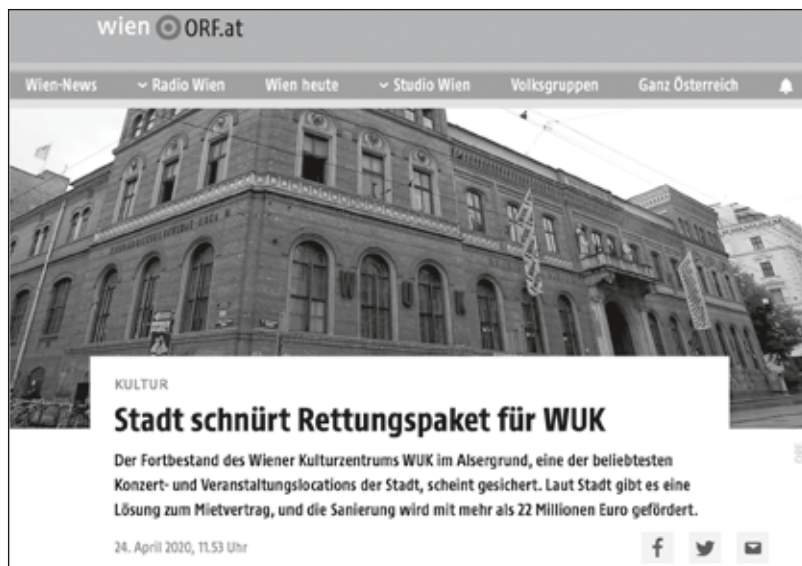 wien ORF.at
Wien-News Radio Wien Wien heute Studio Wien Volksgruppen Ganz Österreich
W U K
KULTUR
Stadt schnürt Rettungspaket für WUK
Der Fortbestand des Wiener Kulturzentrums WUK im Alsergrund, eine der beliebtesten
Konzert- und Veranstaltungslocations der Stadt, scheint gesichert. Laut Stadt gibt es eine
Lösung zum Mietvertrag, und die Sanierung wird mit mehr als 22 Millionen Euro gefördert.
24. April 2020, 11.53 Uhr
ORF